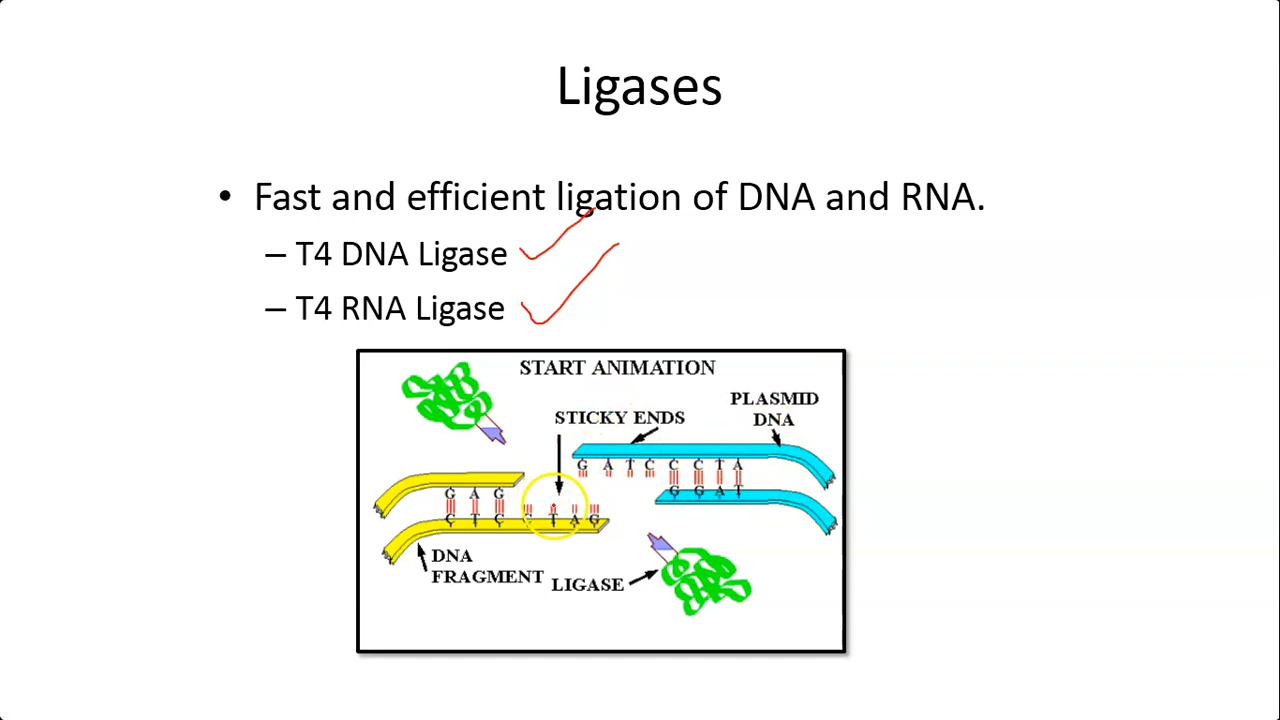 Ligases
• Fast and efficient ligation of DNA and RNA.
– T4 DNA Ligase
– T4 RNA Ligase
START ANIMATION
STICKY ENDS
PLASMID
DNA
G A T C C C T A
G G A T
G A G
C T C C T A G
DNA
FRAGMENT
LIGASE